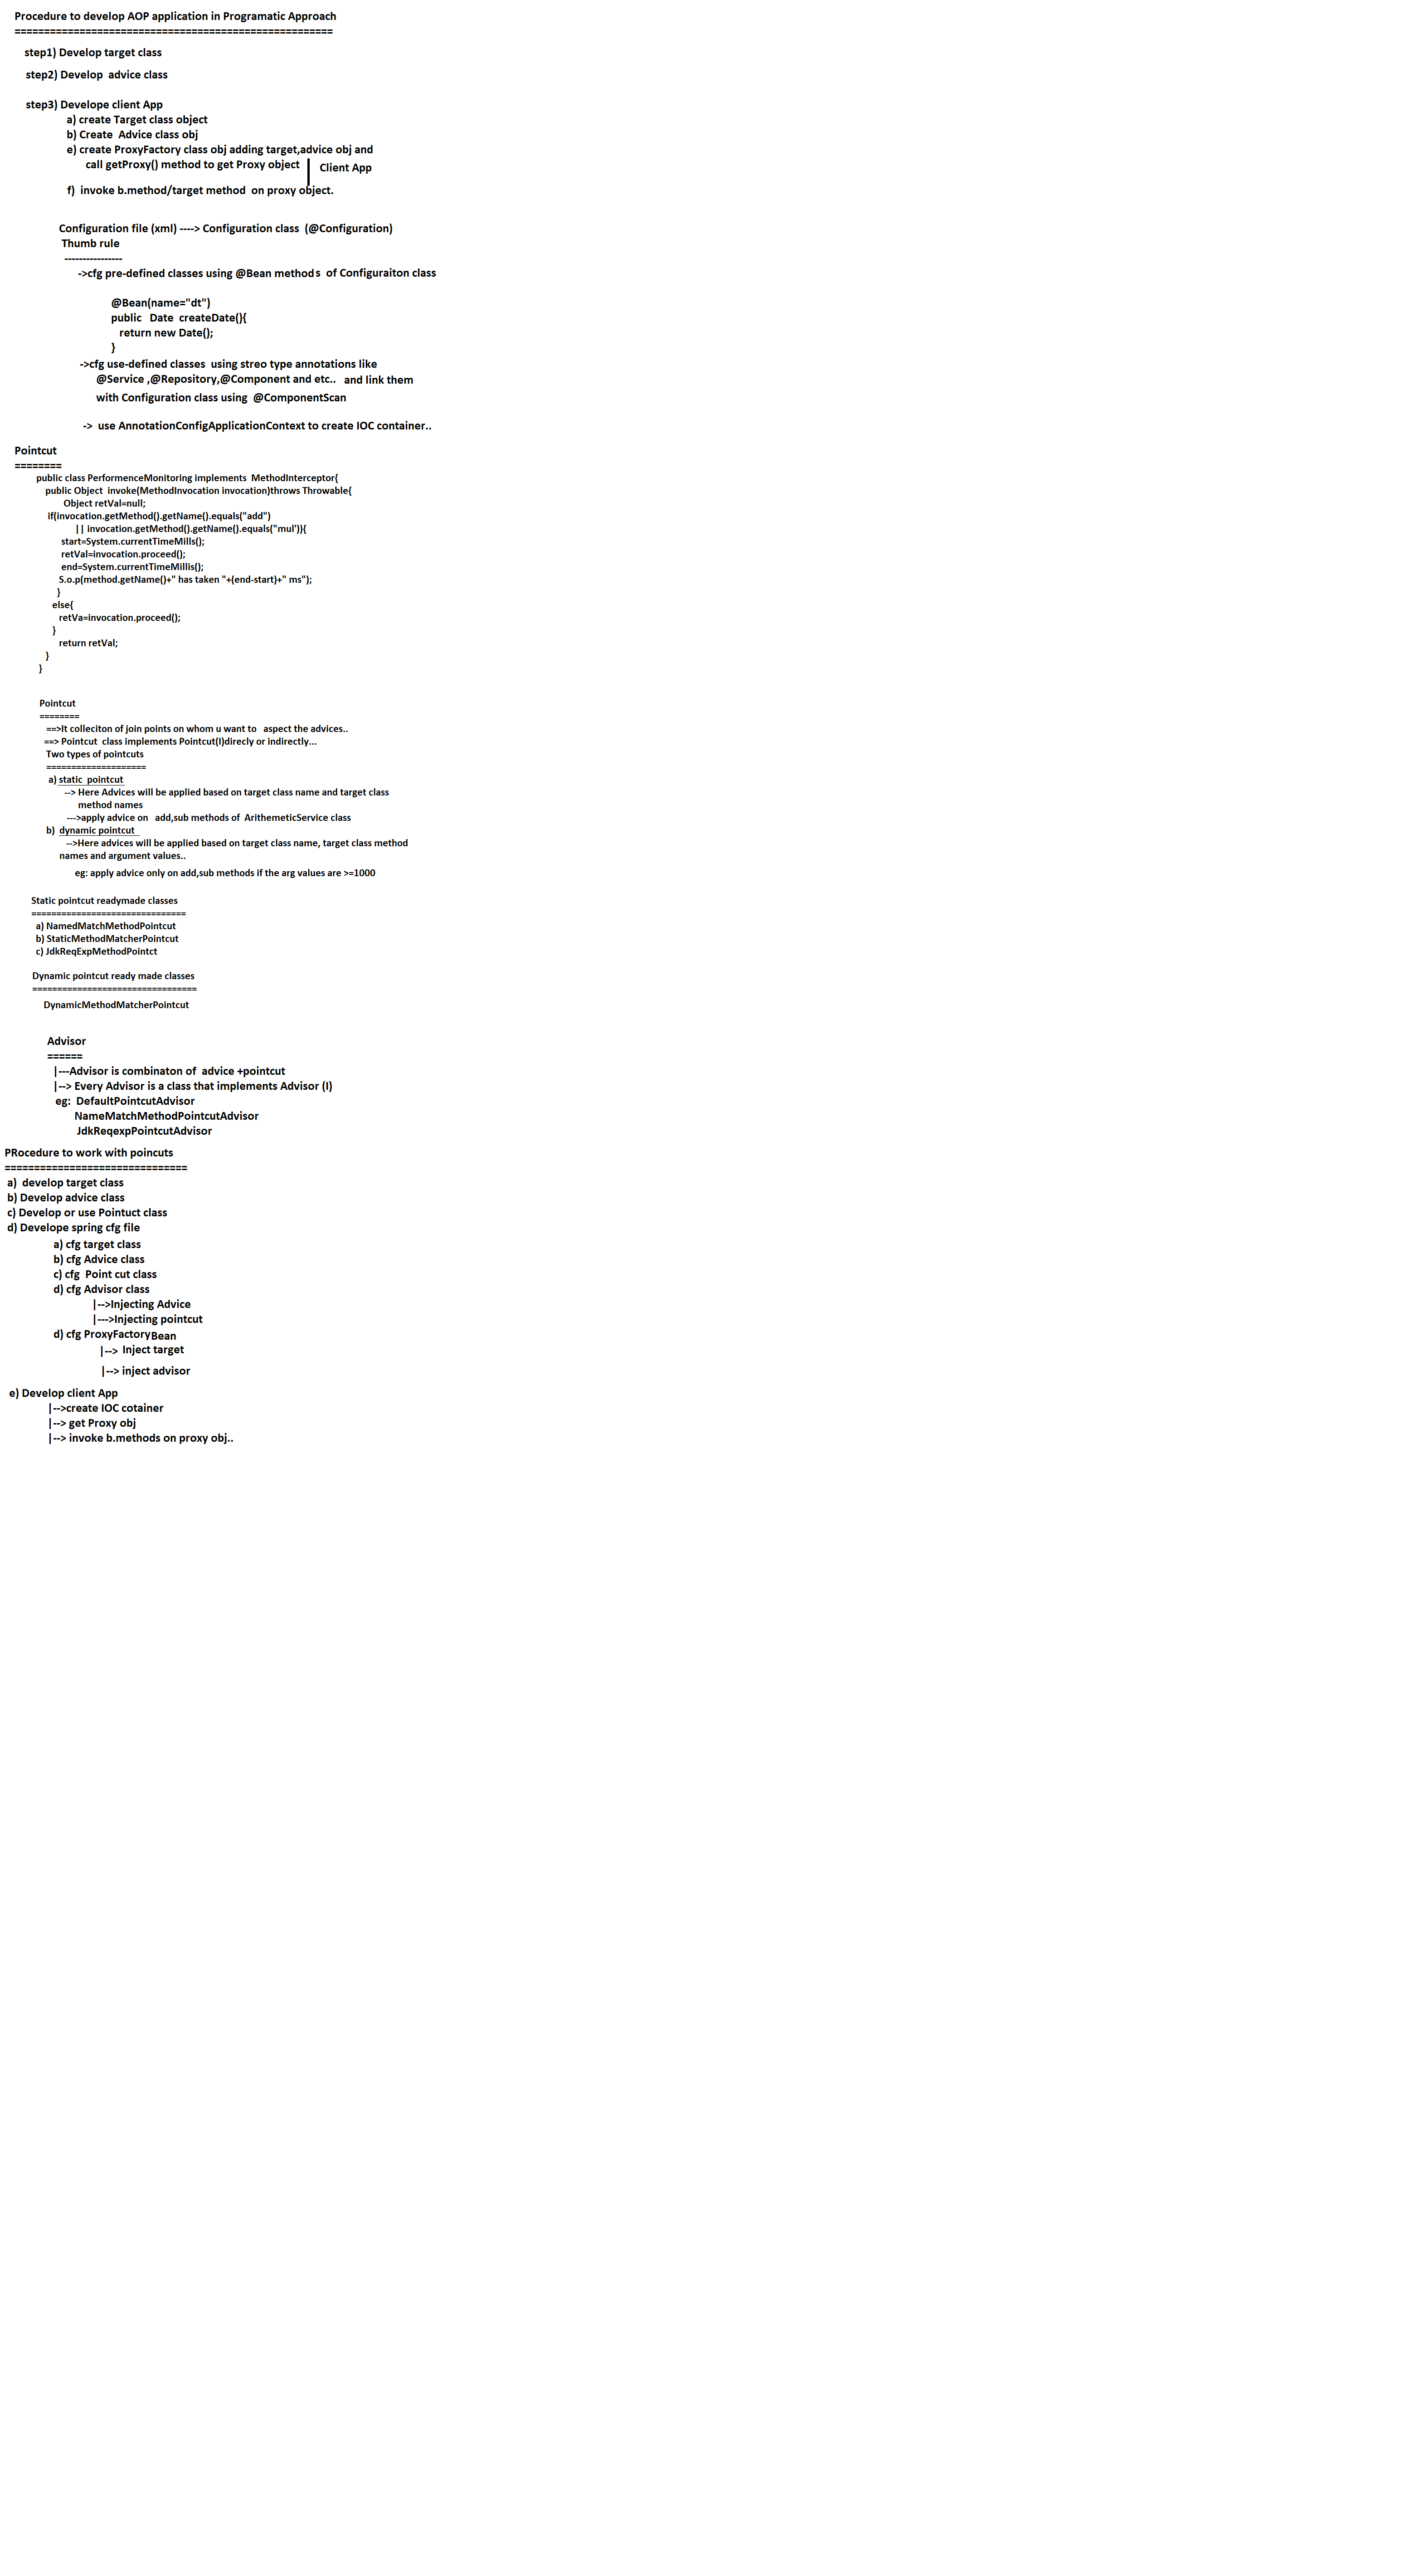 Procedure to develop AOP application in Programatic Approach
======================================================
step1) Develop target class
step2) Develop  advice class
step3) Develope client App
a) create Target class object
b) Create  Advice class obj
e) create ProxyFactory class obj adding target,advice obj and
call getProxy() method to get Proxy object | Client App
f)  invoke b.method/target method  on proxy object.
Configuration file (xml) ----> Configuration class  (@Configuration)
Thumb rule
----------------
->cfg pre-defined classes using @Bean methods  of Configuraiton class
@Bean(name="dt")
public   Date  createDate(){
return new Date();
}
->cfg use-defined classes  using streo type annotations like
@Service ,@Repository,@Component and etc..   and link them
with Configuration class using  @ComponentScan
->  use AnnotationConfigApplicationContext to create IOC container..
Pointcut
========
public class PerformenceMonitoring implements  MethodInterceptor{
public Object  invoke(MethodInvocation invocation)throws Throwable{
Object retVal=null;
if(invocation.getMethod().getName().equals("add")
|| invocation.getMethod().getName().equals("mul')){
start=System.currentTimeMills();
retVal=invocation.proceed();
end=System.currentTimeMillis();
S.o.p(method.getName()+" has taken "+(end-start)+" ms");
}
else{
retVa=invocation.proceed();
}
return retVal;
}
}
Pointcut
========
==>It colleciton of join points on whom u want to   aspect the advices..
==> Pointcut  class implements Pointcut(I)direcly or indirectly...
Two types of pointcuts
====================
a) static  pointcut
--> Here Advices will be applied based on target class name and target class
method names
--->apply advice on   add,sub methods of  ArithemeticService class
b)  dynamic pointcut
-->Here advices will be applied based on target class name, target class method
names and argument values..
eg: apply advice only on add,sub methods if the arg values are >=1000
Static pointcut readymade classes
===============================
a) NamedMatchMethodPointcut
b) StaticMethodMatcherPointcut
c) JdkReqExpMethodPointct
Dynamic pointcut ready made classes
=================================
DynamicMethodMatcherPointcut
Advisor
======
|---Advisor is combinaton of  advice +pointcut
|--> Every Advisor is a class that implements Advisor (I)
eg:  DefaultPointcutAdvisor
NameMatchMethodPointcutAdvisor
JdkReqexpPointcutAdvisor
PRocedure to work with poincuts
===============================
a)  develop target class
b) Develop advice class
c) Develop or use Pointuct class
d) Develope spring cfg file
a) cfg target class
b) cfg Advice class
c) cfg  Point cut class
d) cfg Advisor class
|-->Injecting Advice
|--->Injecting pointcut
d) cfg ProxyFactoryBean
|-->  Inject target
|--> inject advisor
e) Develop client App
|-->create IOC cotainer
|--> get Proxy obj
|--> invoke b.methods on proxy obj..